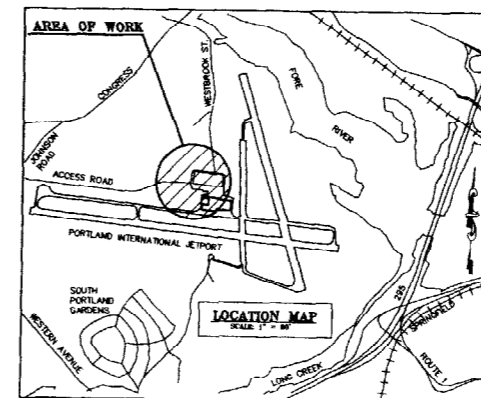 AREA OF WORK
CONGRESS
WESTBROOK ST.
FORE
RIVER
JOHNSON
ROAD
ACCESS ROAD
PORTLAND INTERNATIONAL JETPORT
SOUTH
PORTLAND
GARDENS
WESTERN AVENUE
LOCATION MAP
295
SPRINGFIELD
ROUTE 1
LONG CREEK